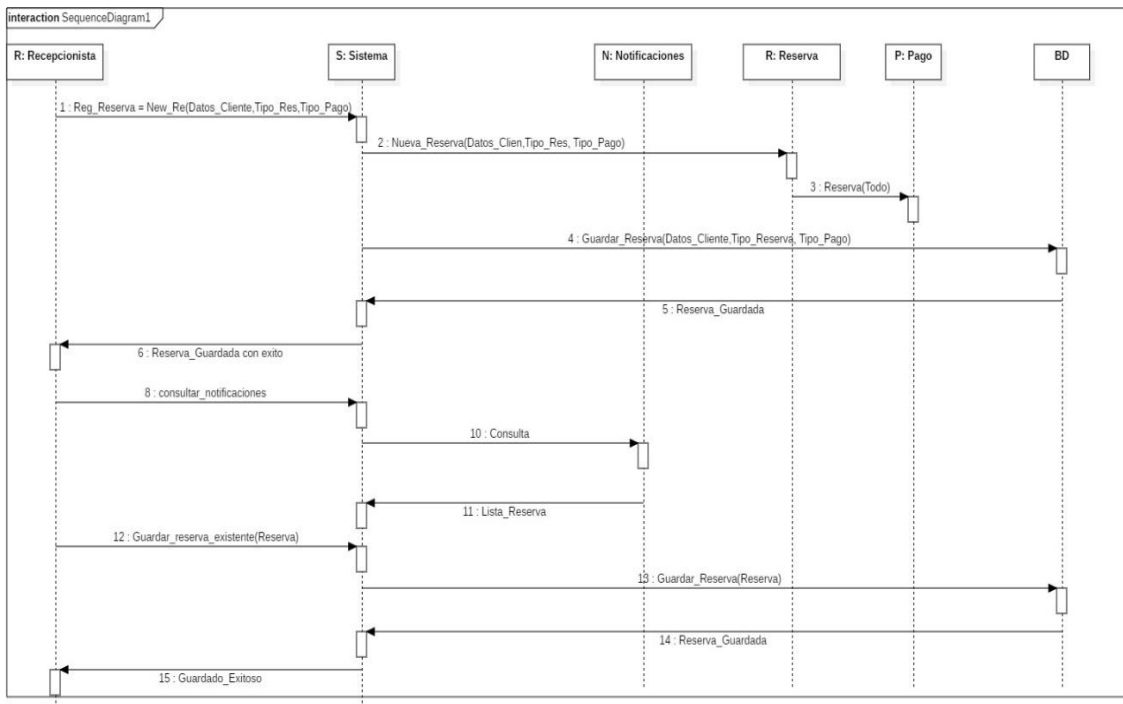 interaction SequenceDiagram1
R: Recepcionista
S: Sistema
N: Notificaciones
R: Reserva
P: Pago
BD
1 : Reg_Reserva = New_Re(Datos_Cliente,Tipo_Res,Tipo_Pago)
2 : Nueva_Reserva(Datos_Clien,Tipo_Res, Tipo_Pago)
3 : Reserva(Todo)
4 : Guardar_Reserva(Datos_Cliente,Tipo_Reserva, Tipo_Pago)
5 : Reserva_Guardada
6 : Reserva_Guardada con exito
8 : consultar_notificaciones
10 : Consulta
11 : Lista_Reserva
12 : Guardar_reserva_existente(Reserva)
13 : Guardar_Reserva(Reserva)
14 : Reserva_Guardada
15 : Guardado_Exitoso